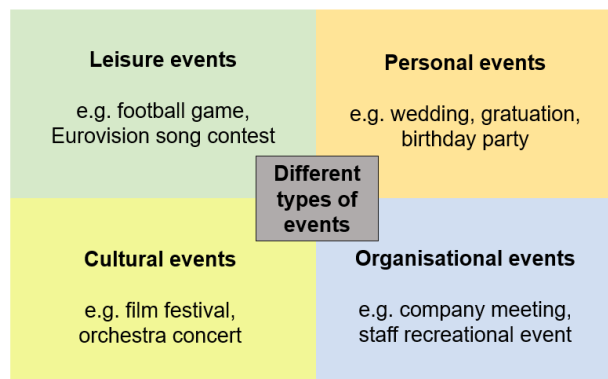 Leisure events
e.g. football game,
Eurovision song contest
Personal events
e.g. wedding, gratuation,
birthday party
Different
types of
events
Cultural events
e.g. film festival,
orchestra concert
Organisational events
e.g. company meeting,
staff recreational event